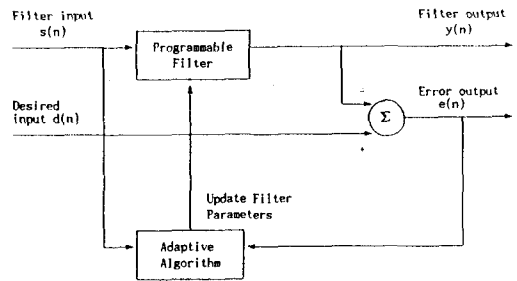 Filter input
s(n)
Programmable
Filter
Filter output
y(n)
Desired
input d(n)
Σ
Error output
e(n)
Update Filter
Parameters
Adaptive
Algorithm